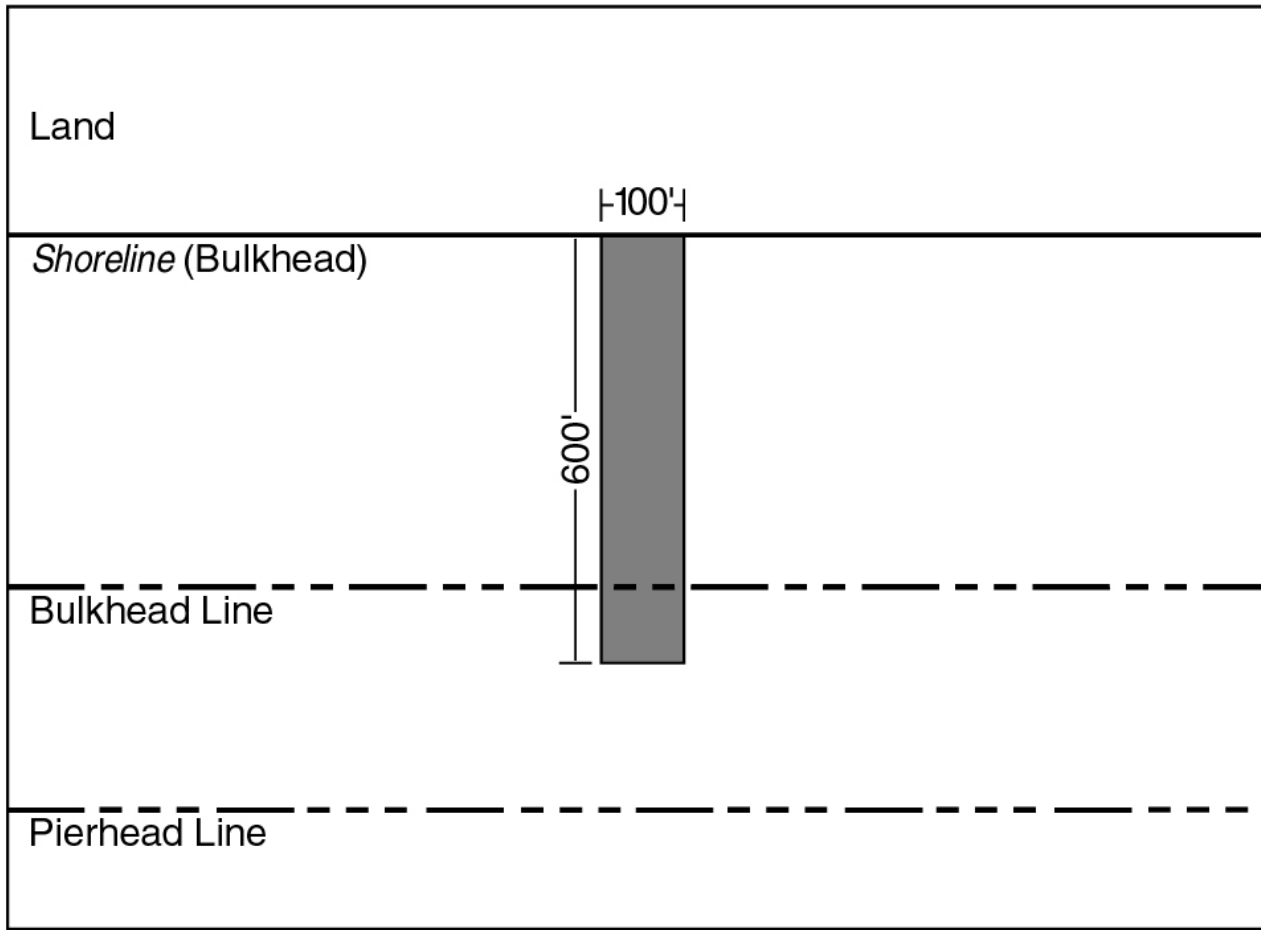 Land
100'
Shoreline (Bulkhead)
600'
Bulkhead Line
Pierhead Line